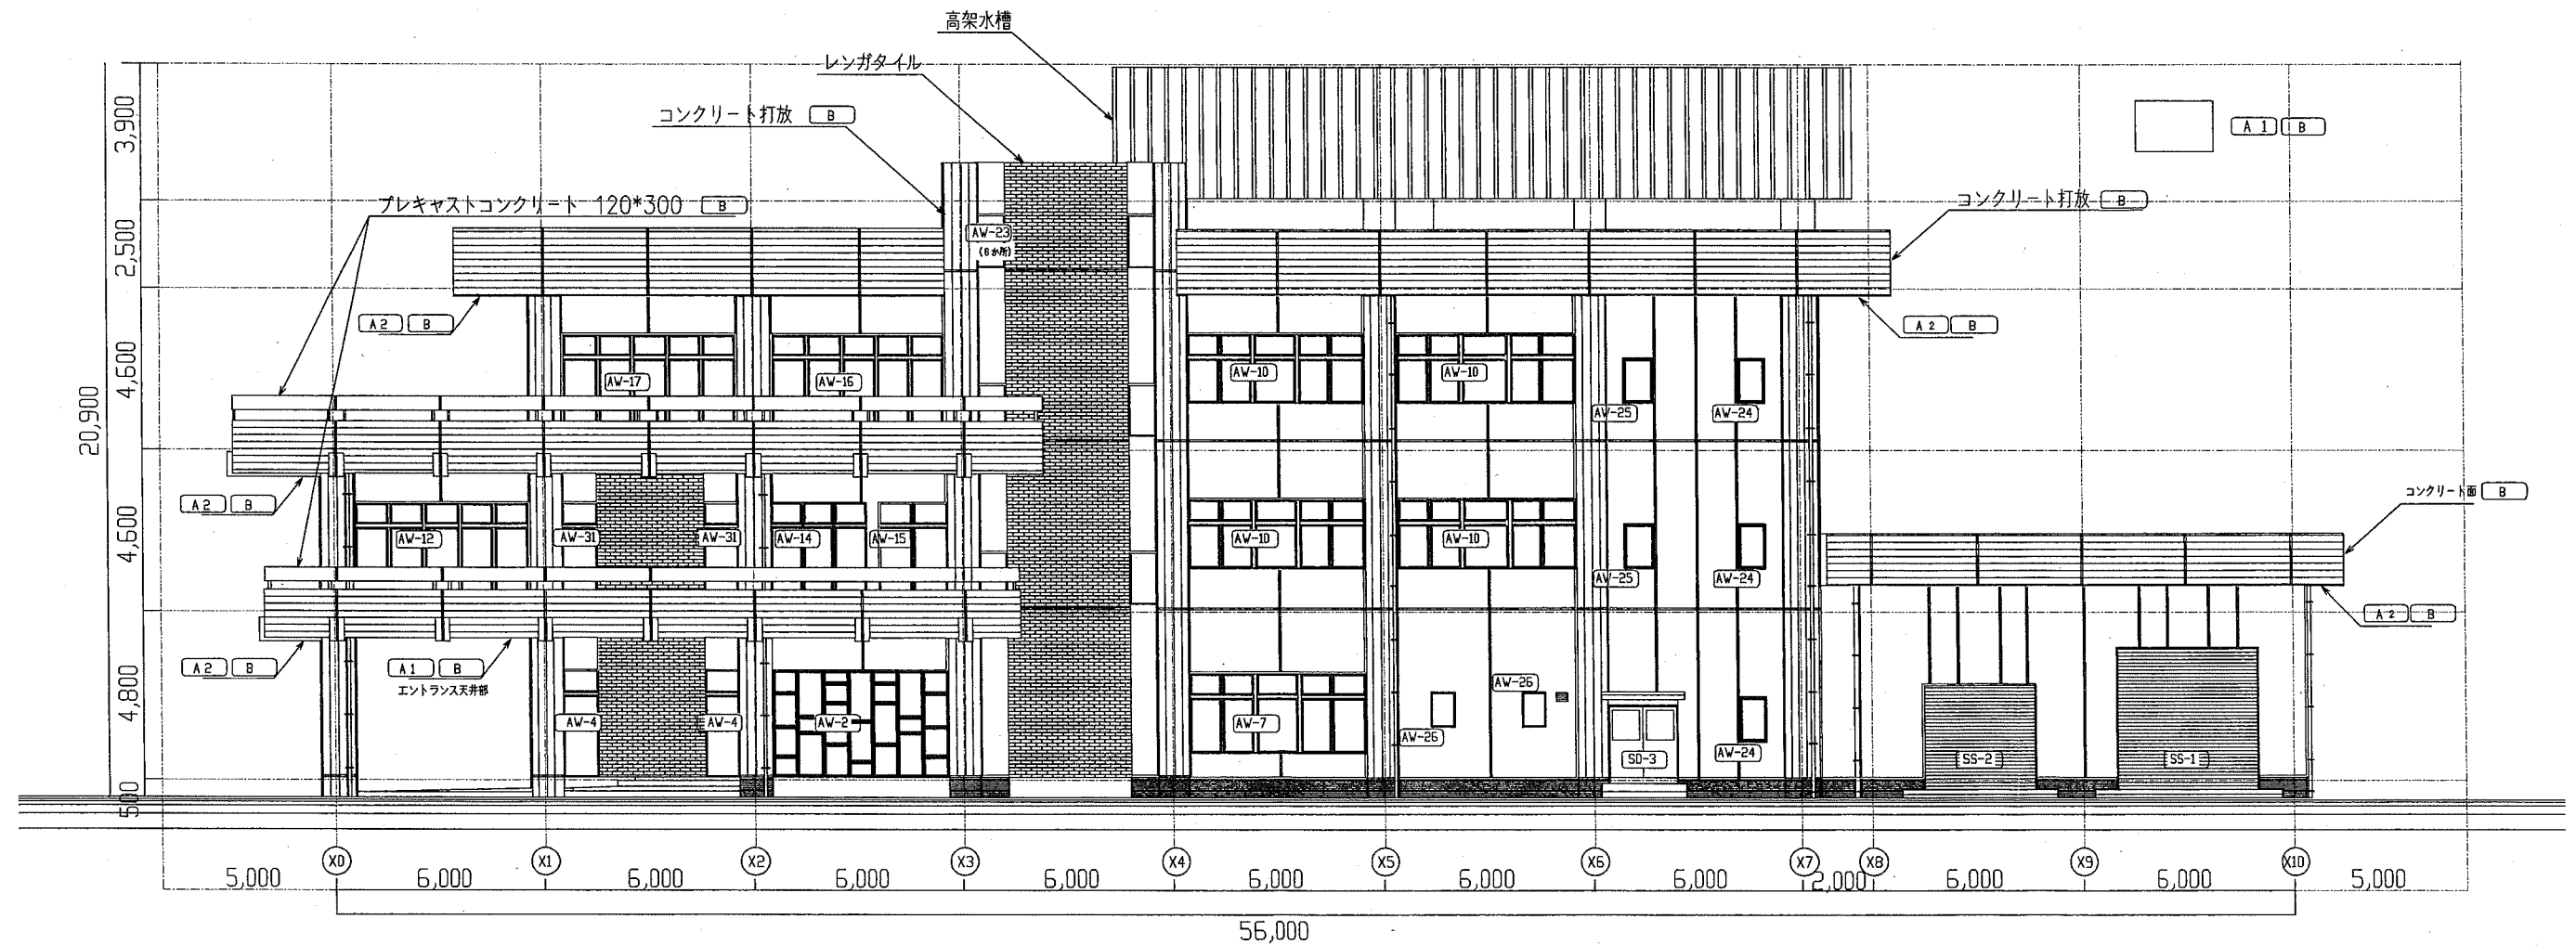 高架水槽
レンガタイル
コンクリート打放 B
A 1 B
プレキャストコンクリート 120*300 B
コンクリート打放 B
AW-23
(6か所)
A 2 B
A 2 B
AW-17 AW-16 AW-10 AW-10
AW-25 AW-24
A 2 B
コンクリート面 B
AW-12 AW-31 AW-31 AW-14 AW-15 AW-10 AW-10
AW-25 AW-24
A 2 B
A 2 B A 1 B
エントランス天井部
AW-26
AW-4 AW-4 AW-2 AW-7 AW-26
SD-3 AW-24 SS-2 SS-1
3,900
2,500
4,600
4,600
4,800
500
20,900
X0 X1 X2 X3 X4 X5 X6 X7 X8 X9 X10
5,000 6,000 6,000 6,000 6,000 6,000 6,000 6,000 2,000 6,000 6,000 5,000
56,000